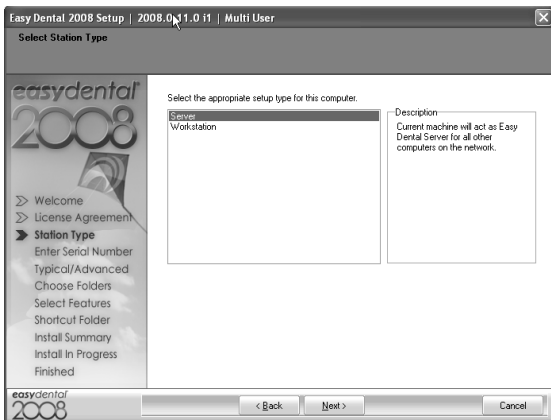 Easy Dental 2008 Setup | 2008.0.11.0 i1 | Multi User
Select Station Type
easydental
2008
Welcome
License Agreement
Station Type
Enter Serial Number
Typical/Advanced
Choose Folders
Select Features
Shortcut Folder
Install Summary
Install In Progress
Finished
Select the appropriate setup type for this computer.
Server
Workstation
Description
Current machine will act as Easy
Dental Server for all other
computers on the network.
easydental
2008
< Back
Next >
Cancel